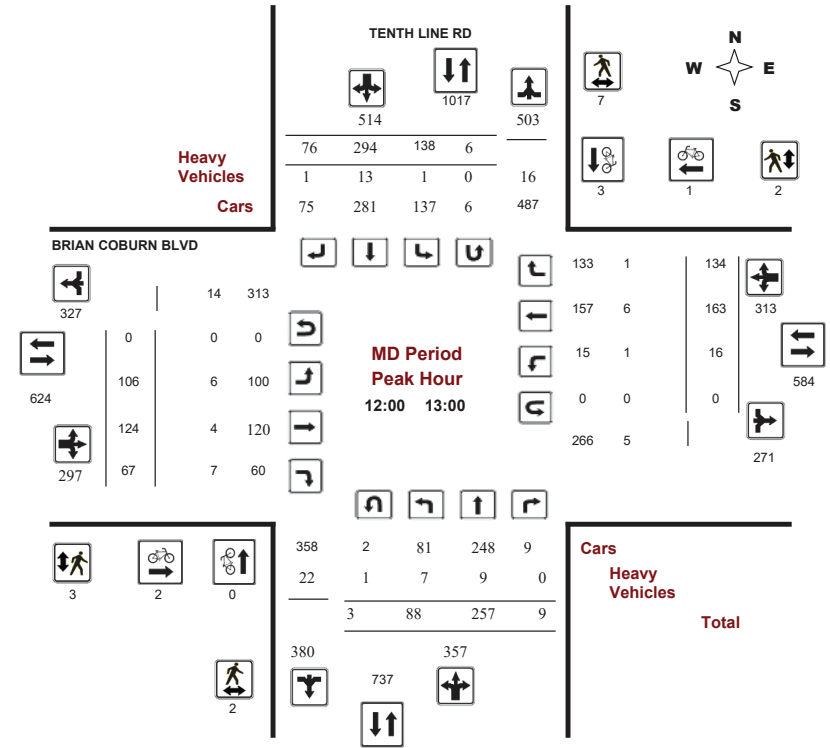 TENTH LINE RD
N
W E
S
1017
7
514 503
76 294 138 6
Heavy
Vehicles 1 13 1 0 16
Cars 75 281 137 6 487
3 1 2
BRIAN COBURN BLVD
327
14 313
133 1 134
157 6 163 313
0 0 0
MD Period
Peak Hour
12:00 13:00
15 1 16
584
624
106 6 100
0 0 0
124 4 120
266 5
271
297
67 7 60
358 2 81 248 9 Cars
22 1 7 9 0 Heavy
Vehicles
3 88 257 9 Total
3 2 0
380 357
737
2